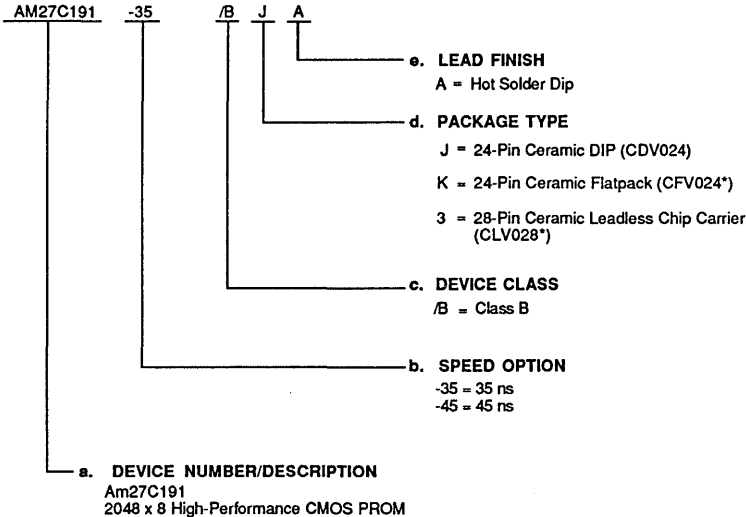 AM27C191 -35 /B J A
e. LEAD FINISH
A = Hot Solder Dip
d. PACKAGE TYPE
J = 24-Pin Ceramic DIP (CDV024)
K = 24-Pin Ceramic Flatpack (CFV024*)
3 = 28-Pin Ceramic Leadless Chip Carrier
(CLV028*)
c. DEVICE CLASS
/B = Class B
b. SPEED OPTION
-35 = 35 ns
-45 = 45 ns
a. DEVICE NUMBER/DESCRIPTION
Am27C191
2048 x 8 High-Performance CMOS PROM